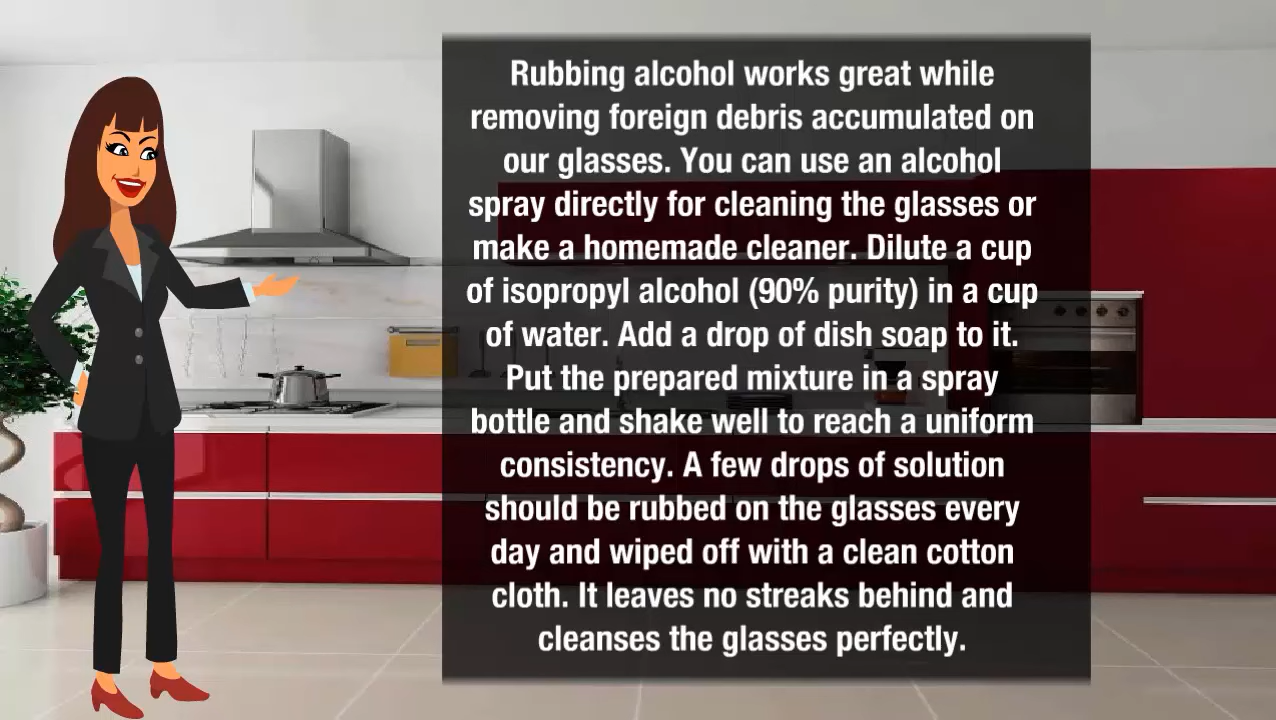 Rubbing alcohol works great while
removing foreign debris accumulated on
our glasses. You can use an alcohol
spray directly for cleaning the glasses or
make a homemade cleaner. Dilute a cup
of isopropyl alcohol (90% purity) in a cup
of water. Add a drop of dish soap to it.
Put the prepared mixture in a spray
bottle and shake well to reach a uniform
consistency. A few drops of solution
should be rubbed on the glasses every
day and wiped off with a clean cotton
cloth. It leaves no streaks behind and
cleanses the glasses perfectly.